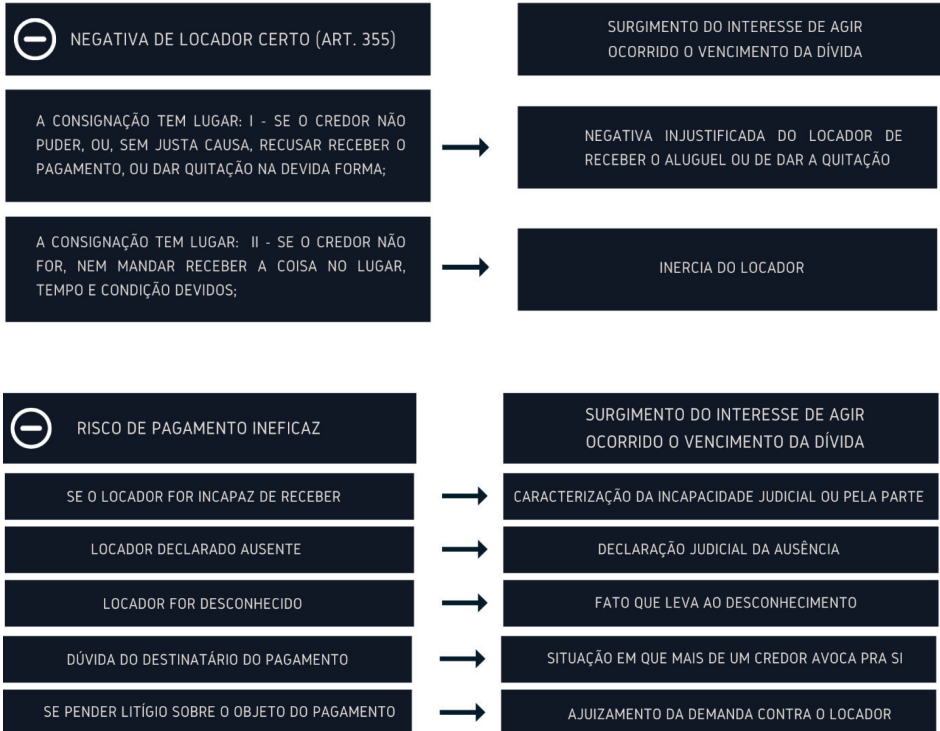 NEGATIVA DE LOCADOR CERTO (ART. 355)
SURGIMENTO DO INTERESSE DE AGIR
OCORRIDO O VENCIMENTO DA DÍVIDA
A CONSIGNAÇÃO TEM LUGAR: I - SE O CREDOR NÃO
PUDER, OU, SEM JUSTA CAUSA, RECUSAR RECEBER O
PAGAMENTO, OU DAR QUITAÇÃO NA DEVIDA FORMA;
NEGATIVA INJUSTIFICADA DO LOCADOR DE
RECEBER O ALUGUEL OU DE DAR A QUITAÇÃO
A CONSIGNAÇÃO TEM LUGAR: II - SE O CREDOR NÃO
FOR, NEM MANDAR RECEBER A COISA NO LUGAR,
TEMPO E CONDIÇÃO DEVIDOS;
INERCIA DO LOCADOR
RISCO DE PAGAMENTO INEFICAZ
SURGIMENTO DO INTERESSE DE AGIR
OCORRIDO O VENCIMENTO DA DÍVIDA
SE O LOCADOR FOR INCAPAZ DE RECEBER
CARACTERIZAÇÃO DA INCAPACIDADE JUDICIAL OU PELA PARTE
LOCADOR DECLARADO AUSENTE
DECLARAÇÃO JUDICIAL DA AUSÊNCIA
LOCADOR FOR DESCONHECIDO
FATO QUE LEVA AO DESCONHECIMENTO
DÚVIDA DO DESTINATÁRIO DO PAGAMENTO
SITUAÇÃO EM QUE MAIS DE UM CREDOR AVOCA PRA SI
SE PENDER LITÍGIO SOBRE O OBJETO DO PAGAMENTO
AJUIZAMENTO DA DEMANDA CONTRA O LOCADOR